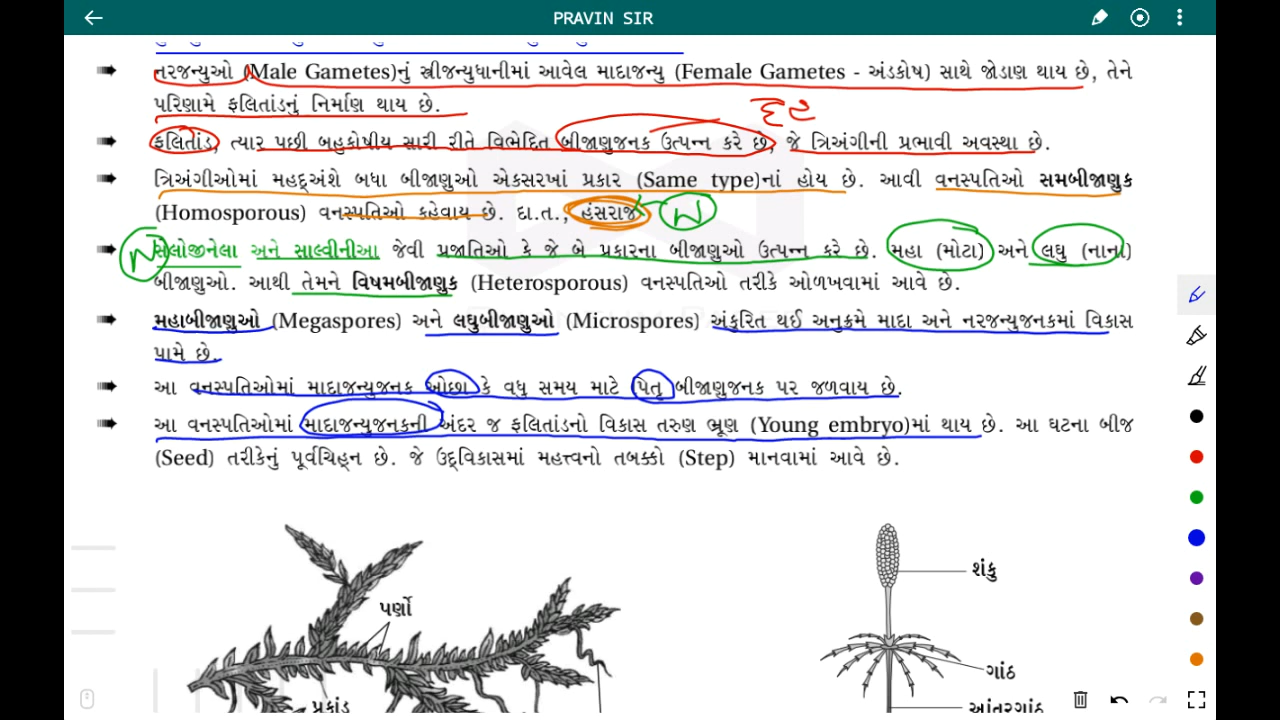 PRAVIN SIR
નરજન્યુઓ (Male Gametes)નું સ્ત્રીજન્યુધાનીમાં આવેલ માદાજન્યુ (Female Gametes - અંડકોષ) સાથે જોડાણ થાય છે, તેને
પરિણામે ફલિતાંડનું નિર્માણ થાય છે.
ફલિતાંડ, ત્યાર પછી બહુકોષીય સારી રીતે વિભેદિત બીજાણુજનક ઉત્પન્ન કરે છે, જે ત્રિઅંગીની પ્રભાવી અવસ્થા છે.
ત્રિઅંગીઓમાં મહદ્અંશે બધા બીજાણુઓ એકસરખાં પ્રકાર (Same type)નાં હોય છે. આવી વનસ્પતિઓ સમબીજાણુક
(Homosporous) વનસ્પતિઓ કહેવાય છે. દા.ત., હંસરાજ
સેલોજીનેલા અને સાલ્વીનીઆ જેવી પ્રજાતિઓ કે જે બે પ્રકારના બીજાણુઓ ઉત્પન્ન કરે છે. મહા (મોટા) અને લઘુ (નાના)
બીજાણુઓ. આથી તેમને વિષમબીજાણુક (Heterosporous) વનસ્પતિઓ તરીકે ઓળખવામાં આવે છે.
મહાબીજાણુઓ (Megaspores) અને લઘુબીજાણુઓ (Microspores) અંકુરિત થઈ અનુક્રમે માદા અને નરજન્યુજનકમાં વિકાસ
પામે છે.
આ વનસ્પતિઓમાં માદાજન્યુજનક ઓછા કે વધુ સમય માટે પિતૃ બીજાણુજનક પર જળવાય છે.
આ વનસ્પતિઓમાં માદાજન્યુજનકની અંદર જ ફલિતાંડનો વિકાસ તરુણ ભ્રૂણ (Young embryo)માં થાય છે. આ ઘટના બીજ
(Seed) તરીકેનું પૂર્વચિહ્ન છે. જે ઉદ્દવિકાસમાં મહત્ત્વનો તબક્કો (Step) માનવામાં આવે છે.
શંકુ
પર્ણો
ગાંઠ
પ્રકાંડ
આંતરગાંઠ